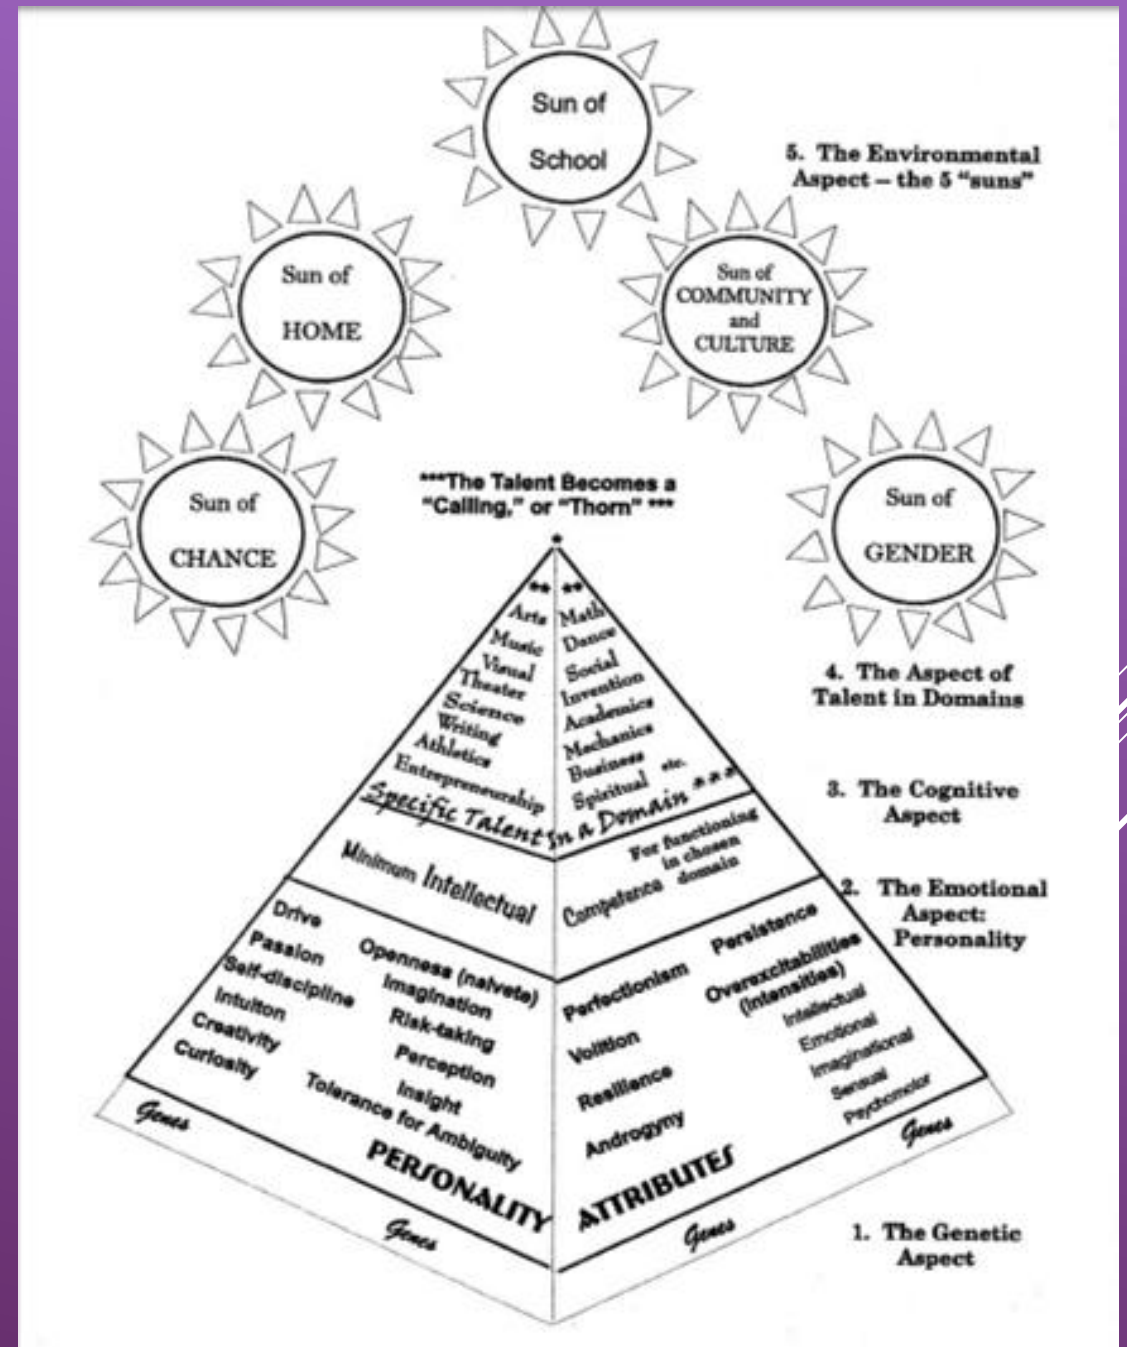 Sun of
School
5. The Environmental
Aspect – the 5 “suns”
Sun of
HOME
Sun of
COMMUNITY
and
CULTURE
Sun of
CHANCE
Sun of
GENDER
***The Talent Becomes a
“Calling,” or “Thorn” ***
*
** **
Arts
Music
Visual
Theater
Science
Writing
Athletics
Entrepreneurship
Math
Dance
Social
Invention
Academics
Mechanics
Business
Spiritual etc.
Specific Talent in a Domain ***
4. The Aspect of
Talent in Domains
3. The Cognitive
Aspect
Minimum Intellectual
Competence
For functioning
in chosen
domain
2. The Emotional
Aspect:
Personality
Drive
Passion
Self-discipline
Intuiton
Creativity
Curiosity
Openness (naivete)
Imagination
Risk-taking
Perception
Insight
Tolerance for Ambiguity
PERSONALITY
Perfectionism
Volition
Resilience
Androgyny
Persistence
Overexcitabilities
(intensities)
Intellectual
Emotional
Imaginational
Sensual
Psychomotor
ATTRIBUTES
Genes
Genes
Genes
Genes
1. The Genetic
Aspect